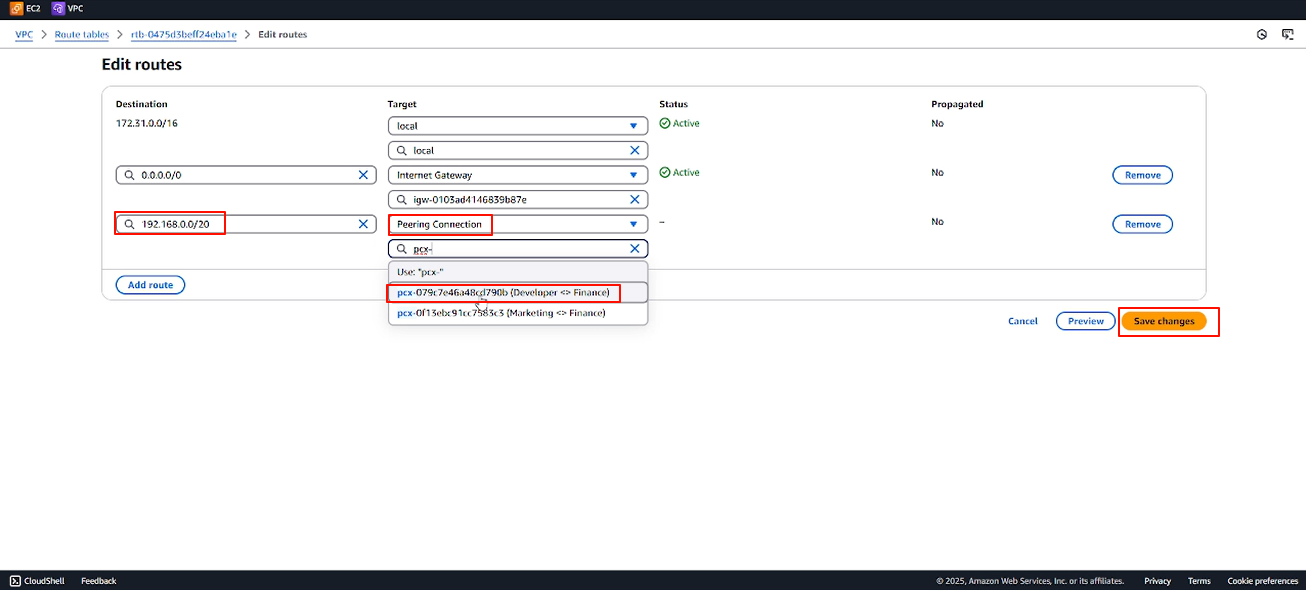 EC2 VPC
VPC > Route tables > rtb-0475d3beff24eba1e > Edit routes
Edit routes
Destination Target Status Propagated
172.31.0.0/16 local Active No
local
0.0.0.0/0 Internet Gateway Active No Remove
igw-0103ad4146839b87e
192.168.0.0/20 Peering Connection – No Remove
pcx-
Use: "pcx-"
Add route
pcx-079c7e46a48cd790b (Developer <> Finance)
pcx-0f13ebc91cc7583c3 (Marketing <> Finance)
Cancel Preview Save changes
CloudShell Feedback © 2025, Amazon Web Services, Inc. or its affiliates. Privacy Terms Cookie preferences